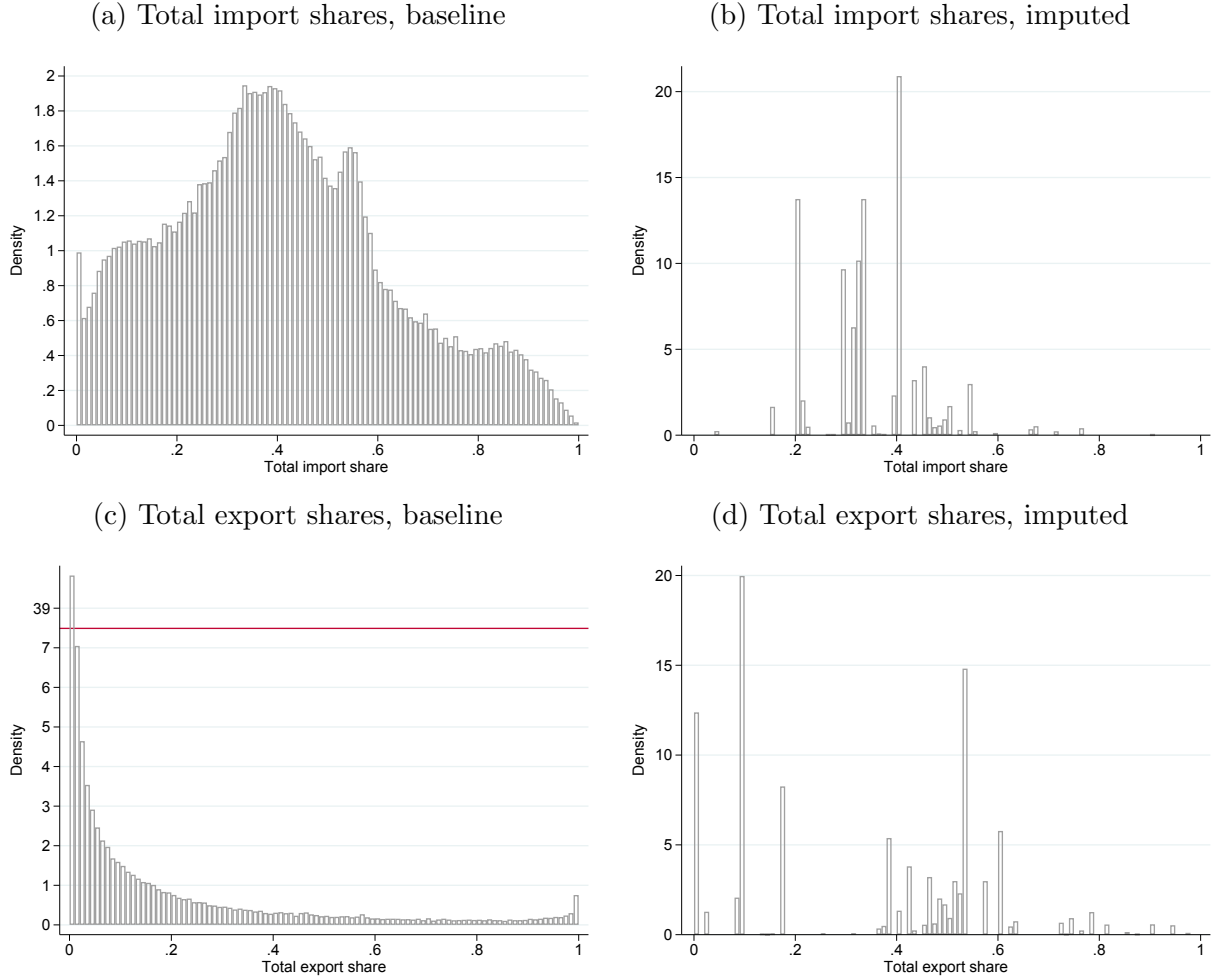 (a) Total import shares, baseline
(b) Total import shares, imputed
2
1.8
1.6
1.4
1.2
1
.8
.6
.4
.2
0
Density
0 .2 .4 .6 .8 1
Total import share
20
15
10
5
0
Density
0 .2 .4 .6 .8 1
Total import share
(c) Total export shares, baseline
(d) Total export shares, imputed
39
7
6
5
4
3
2
1
0
Density
0 .2 .4 .6 .8 1
Total export share
20
15
10
5
0
Density
0 .2 .4 .6 .8 1
Total export share